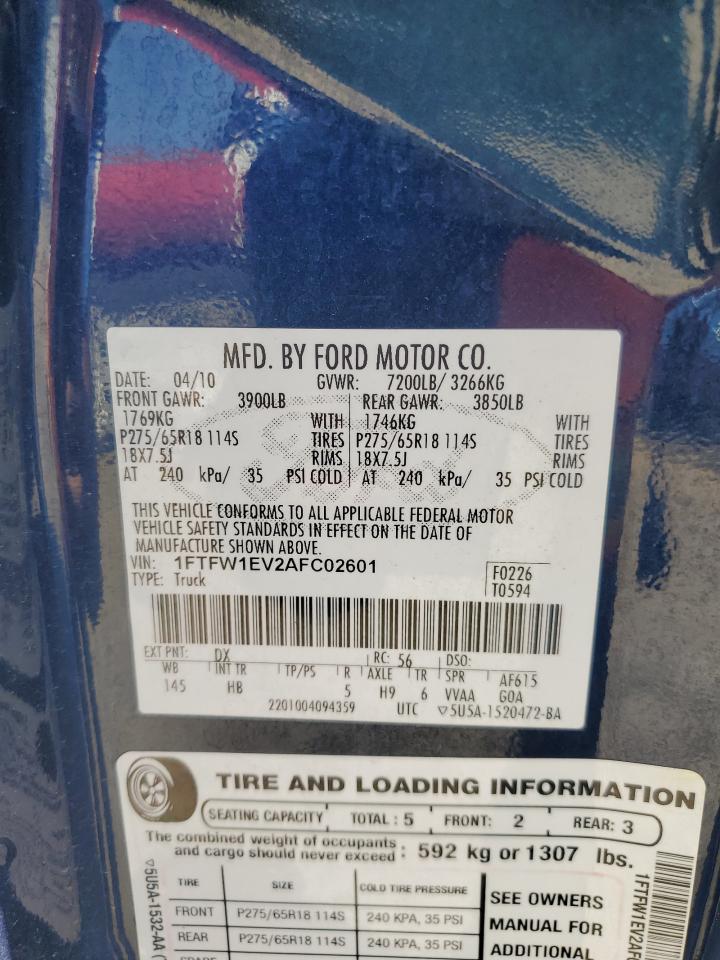 MFD. BY FORD MOTOR CO.
DATE: 04/10 GVWR: 7200LB/ 3266KG
FRONT GAWR: 3900LB REAR GAWR: 3850LB
1769KG WITH 1746KG WITH
P275/65R18 114S TIRES P275/65R18 114S TIRES
18X7.5J RIMS 18X7.5J RIMS
AT 240 kPa/ 35 PSI COLD AT 240 kPa/ 35 PSI COLD
THIS VEHICLE CONFORMS TO ALL APPLICABLE FEDERAL MOTOR
VEHICLE SAFETY STANDARDS IN EFFECT ON THE DATE OF
MANUFACTURE SHOWN ABOVE.
VIN: 1FTFW1EV2AFC02601 F0226
TYPE: Truck T0594
EXT PNT: DX RC: 56 DSO:
WB INT TR TP/PS R AXLE TR SPR AF615
145 HB 5 H9 6 VVAA GOA
2201004094359 UTC ▽5U5A-1520472-BA
TIRE AND LOADING INFORMATION
SEATING CAPACITY TOTAL : 5 FRONT: 2 REAR: 3
The combined weight of occupants
and cargo should never exceed : 592 kg or 1307 lbs.
TIRE SIZE COLD TIRE PRESSURE
FRONT P275/65R18 114S 240 KPA, 35 PSI
REAR P275/65R18 114S 240 KPA, 35 PSI
SEE OWNERS
MANUAL FOR
ADDITIONAL
▽5U5A-1532-AA
1FTFW1EV2AF